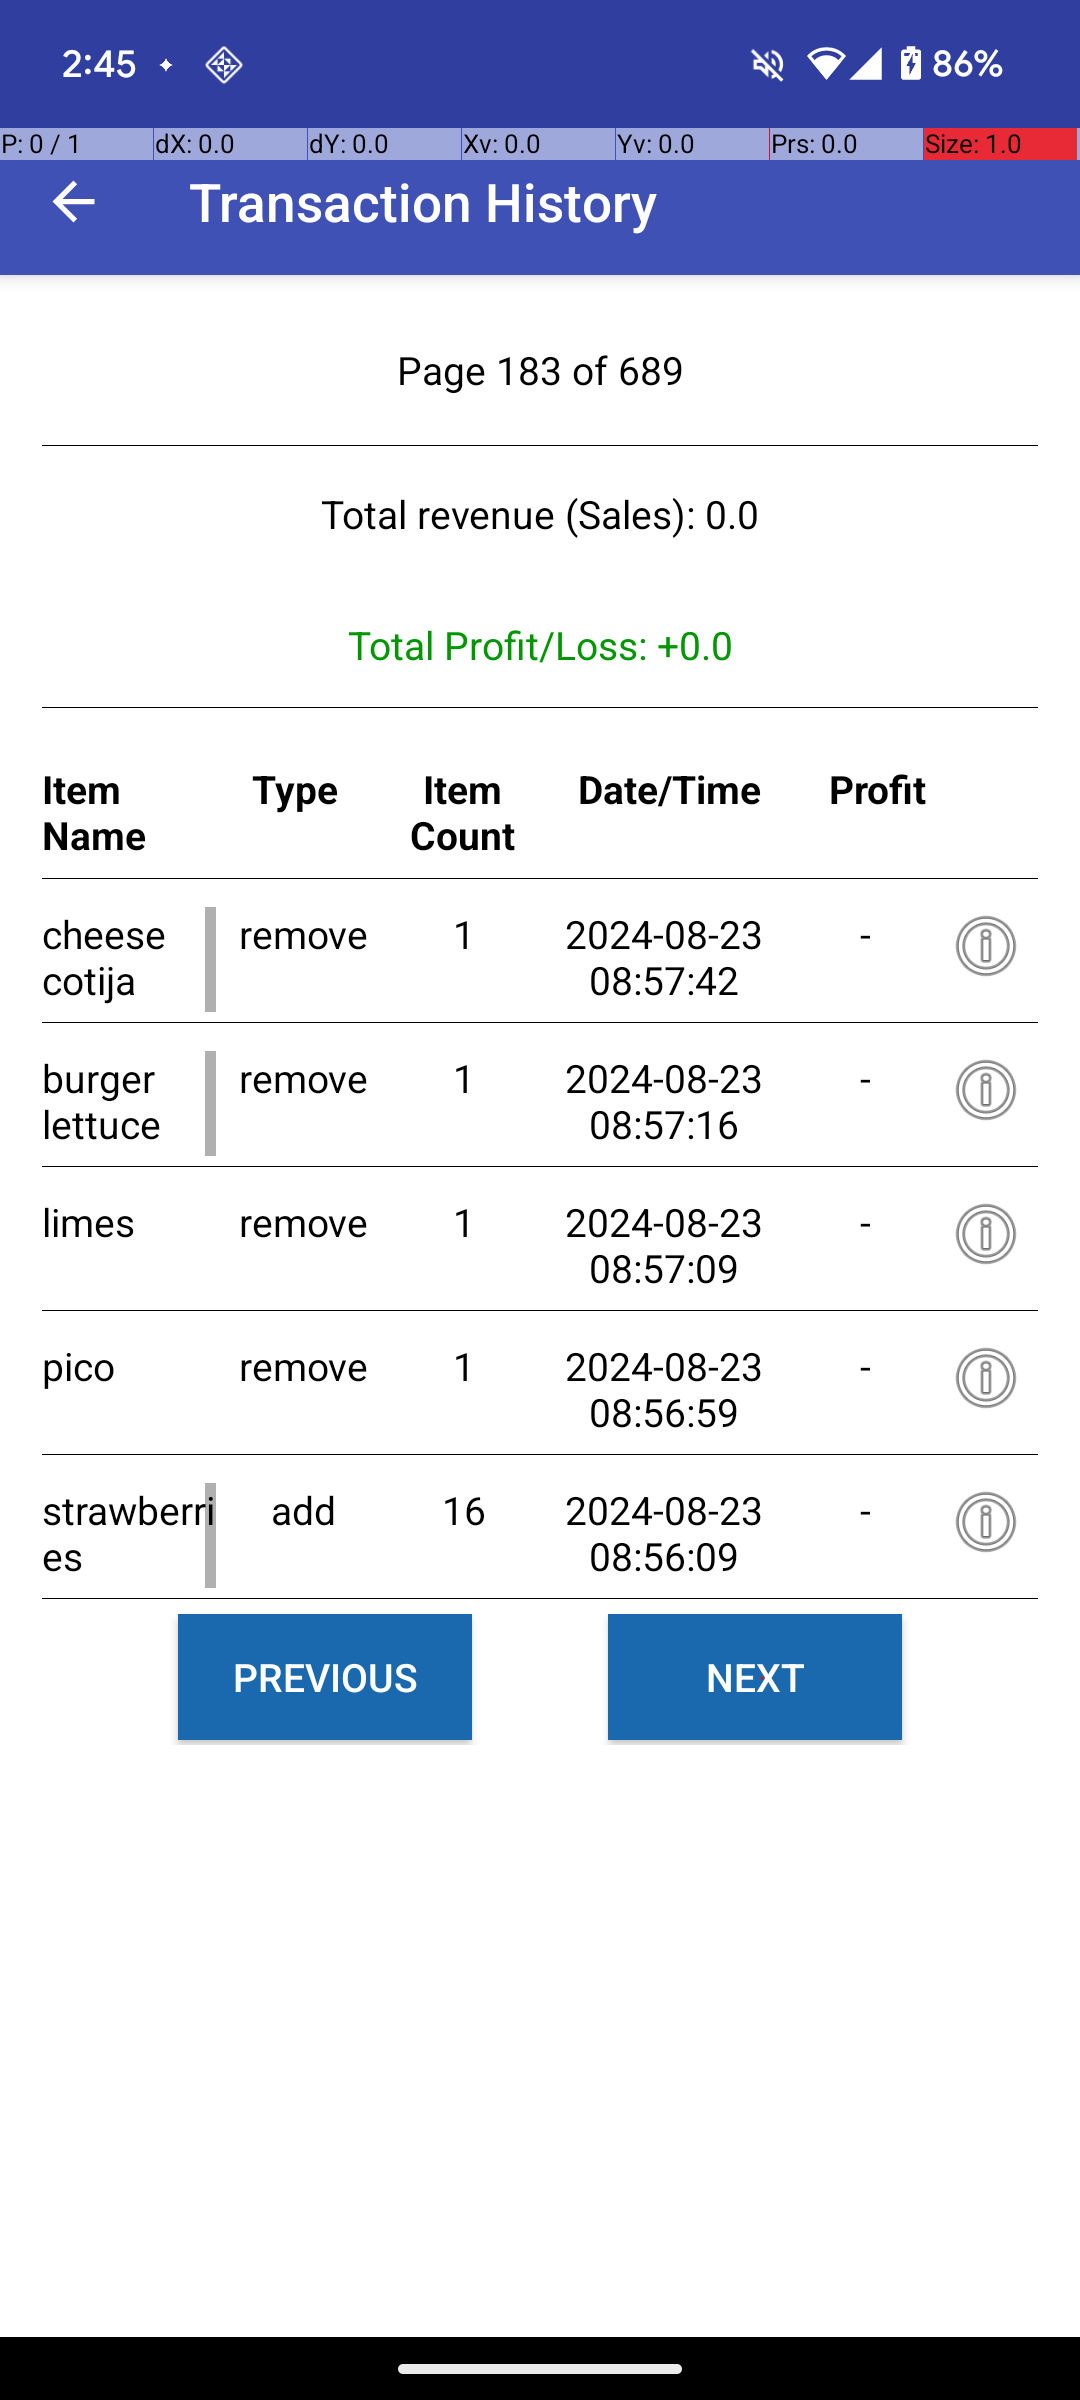 2:45
86%
P: 0 / 1 dX: 0.0 dY: 0.0 Xv: 0.0 Yv: 0.0 Prs: 0.0 Size: 1.0
Transaction History
Page 183 of 689
Total revenue (Sales): 0.0
Total Profit/Loss: +0.0
Item Name Type Item Count Date/Time Profit
cheese cotija remove 1 2024-08-23 08:57:42 -
burger lettuce remove 1 2024-08-23 08:57:16 -
limes remove 1 2024-08-23 08:57:09 -
pico remove 1 2024-08-23 08:56:59 -
strawberries add 16 2024-08-23 08:56:09 -
PREVIOUS NEXT